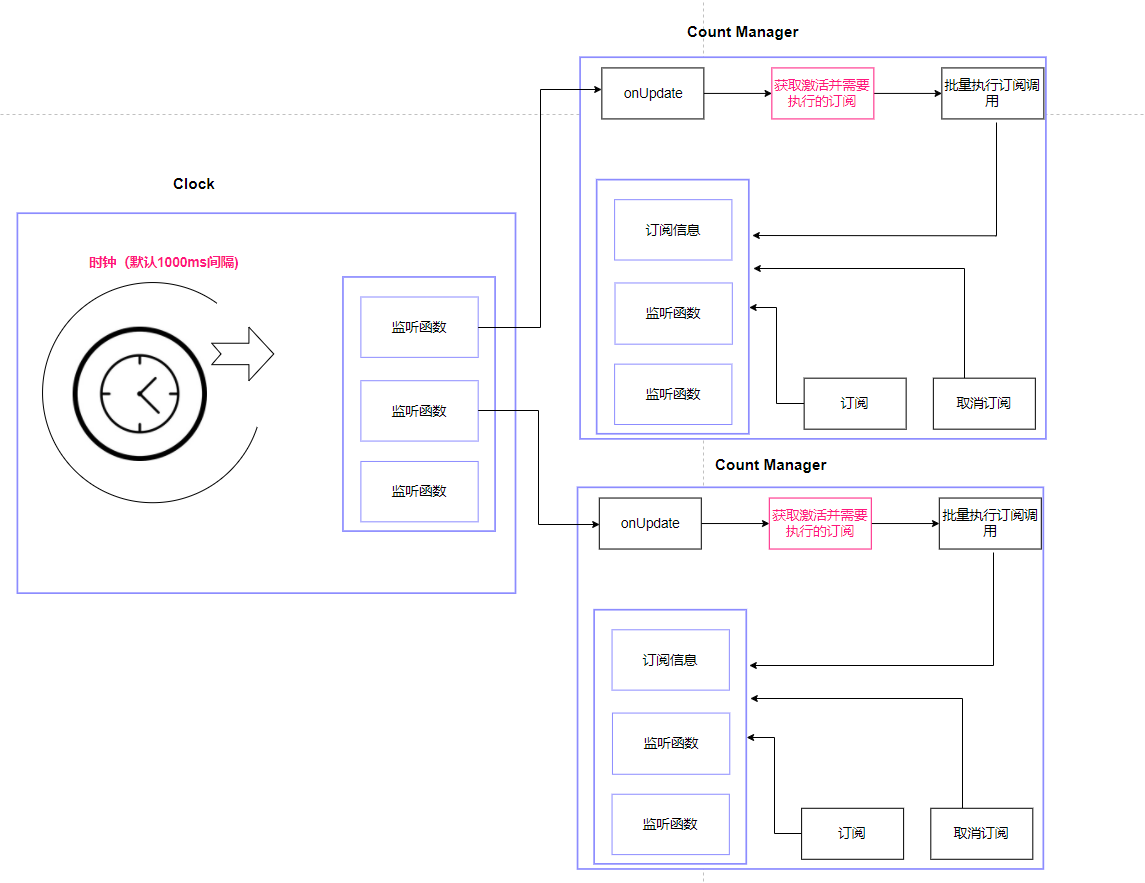 Count Manager
onUpdate
获取激活并需要
执行的订阅
批量执行订阅调
用
订阅信息
监听函数
监听函数
订阅
取消订阅
Clock
时钟（默认1000ms间隔)
监听函数
监听函数
监听函数
Count Manager
onUpdate
获取激活并需要
执行的订阅
批量执行订阅调
用
订阅信息
监听函数
监听函数
订阅
取消订阅